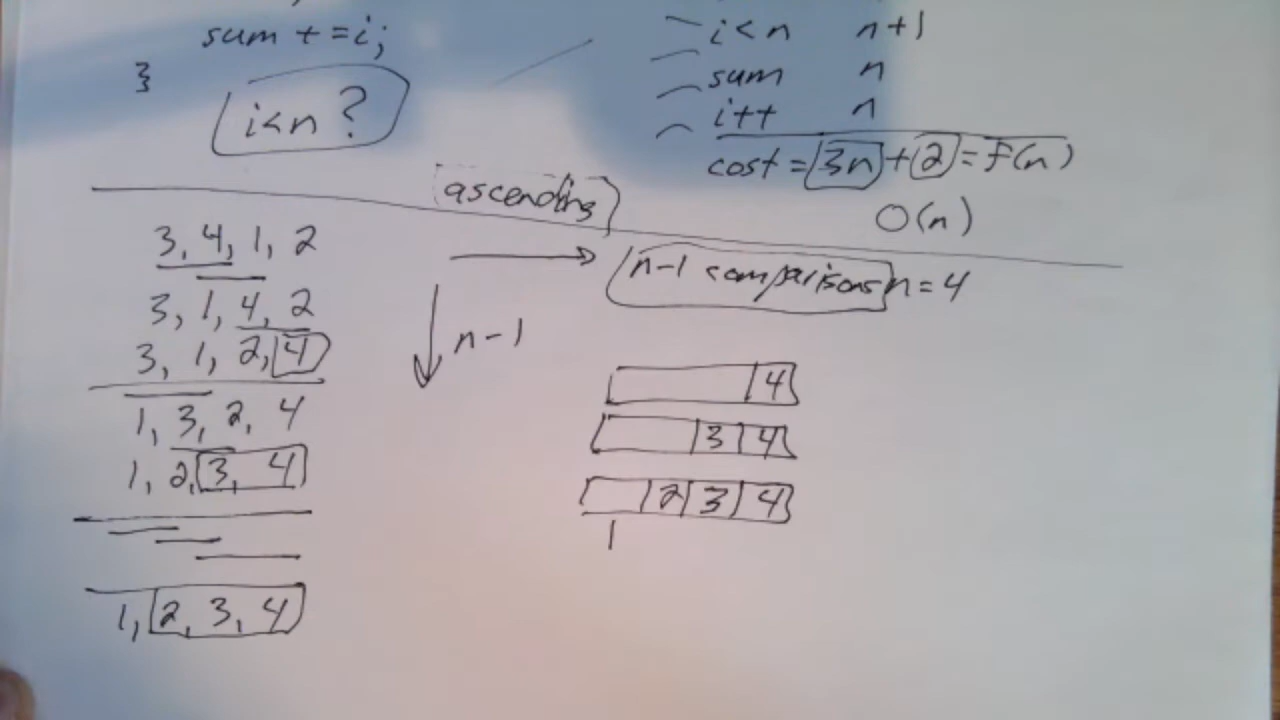 sum += i;
}
i<n ?
i<n n+1
sum n
i++ n
cost = 3n + 2 = F(n)
O(n)
ascending
3, 4, 1, 2
3, 1, 4, 2
3, 1, 2, 4
1, 3, 2, 4
1, 2, 3, 4
1, 2, 3, 4
n-1
n-1 comparisons n = 4
4
3 4
2 3 4
1